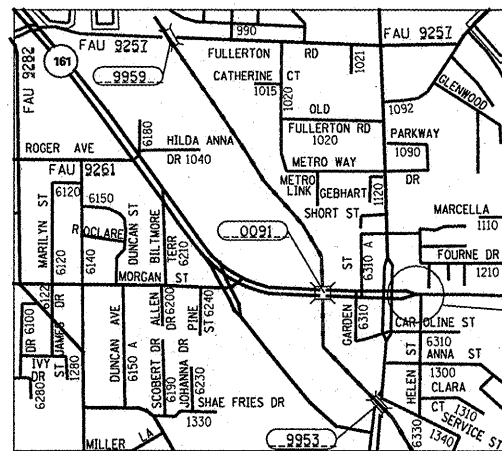 990
FULLERTON RD
FAU 9257
FAU 9257
FAU 9282
161
9959
CATHERINE CT
1015
1020
1021
OLD
FULLERTON RD
1020
1092
GLENWOOD
PARKWAY
1090
DR
6180
HILDA ANNA
DR 1040
ROGER AVE
METRO WAY
METRO
LINK
GEBHART
1120
SHORT ST
FAU 9261
6120
6150
MARILYN ST
6120
6140
DUNCAN ST
BILTMORE
TERR
6210
MARCELLA
1110
0091
6310 A
ST
GARDEN
6310
FOURNE DR
1210
MORGAN ST
6122
DR 6100
JAMES DR
ST
IVY
DR
6280
1280
DUNCAN AVE
6150 A
ALLEN
DR 6200
PINE
ST 6240
SCOBERT DR
6190
JOHANNA DR
6230
SHAE FRIES DR
1330
MILLER LA
CAROLINE ST
6310
ANNA ST
1300
HELEN ST
6330
CLARA
CT 1310
SERVICE ST
1340
9953